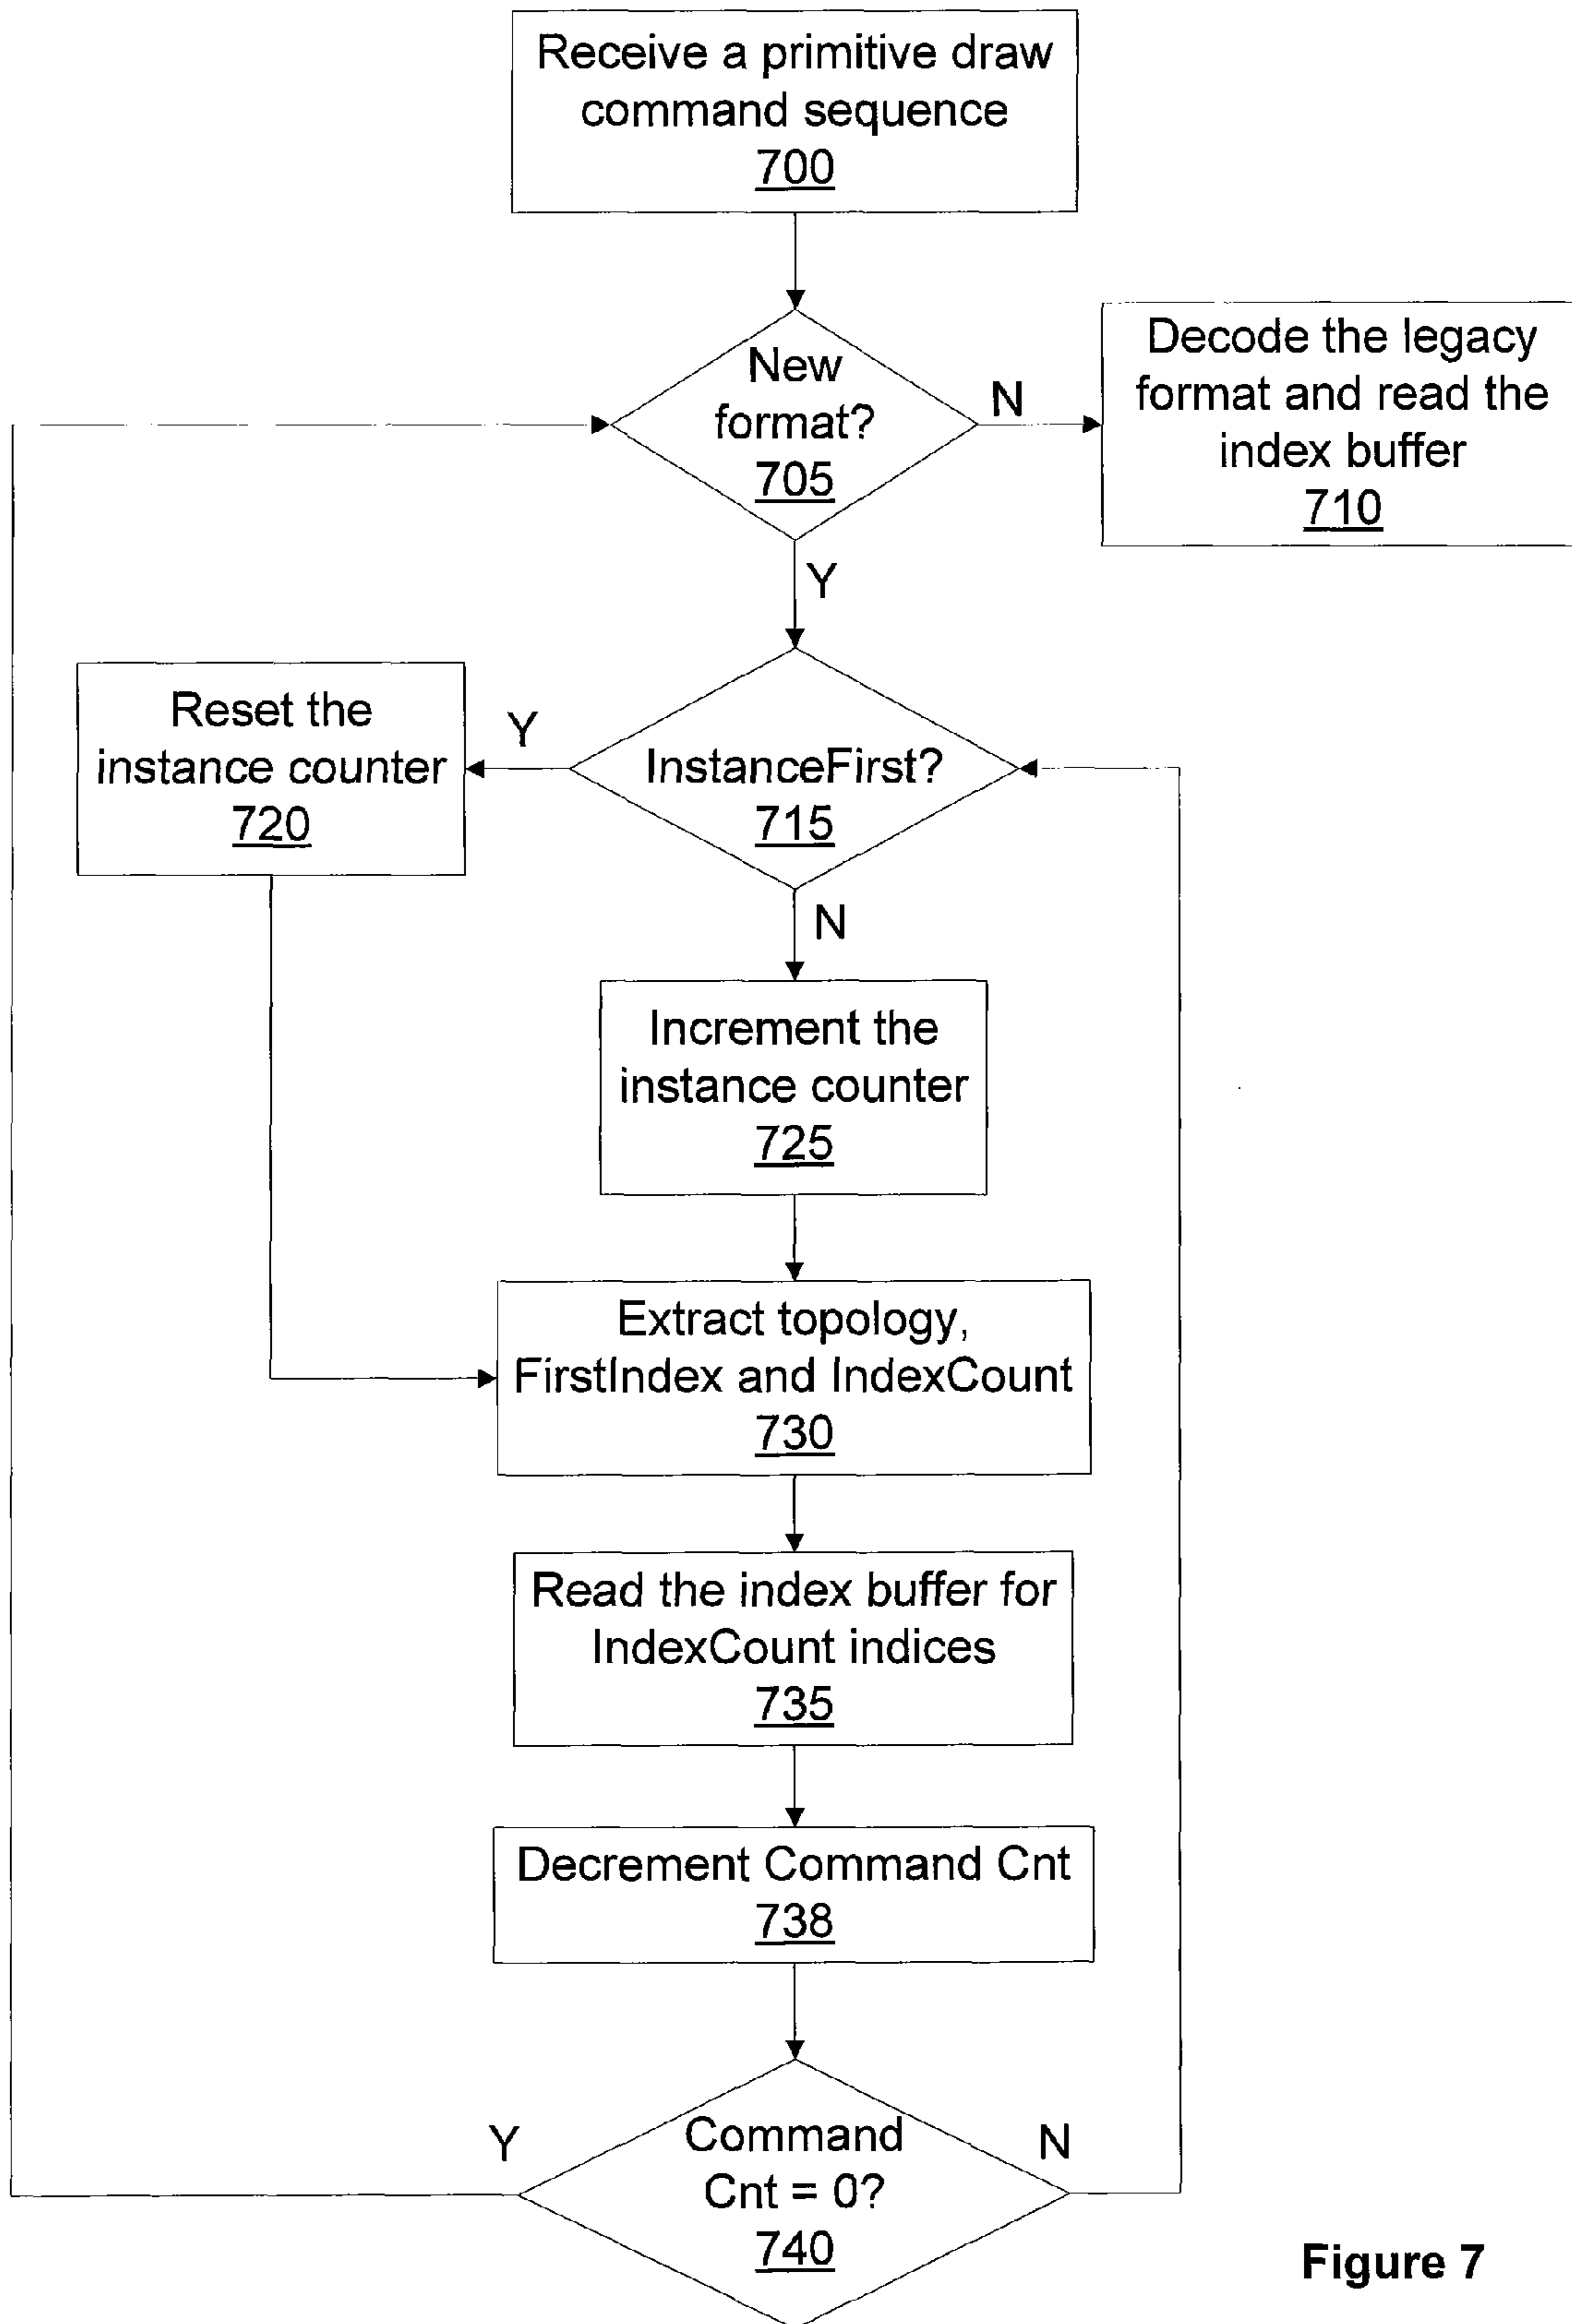 Receive a primitive draw
command sequence
700
New
format?
705
N
Decode the legacy
format and read the
index buffer
710
Y
Reset the
instance counter
720
Y
InstanceFirst?
715
N
Increment the
instance counter
725
Extract topology,
FirstIndex and IndexCount
730
Read the index buffer for
IndexCount indices
735
Decrement Command Cnt
738
Y
Command
Cnt = 0?
740
N
Figure 7